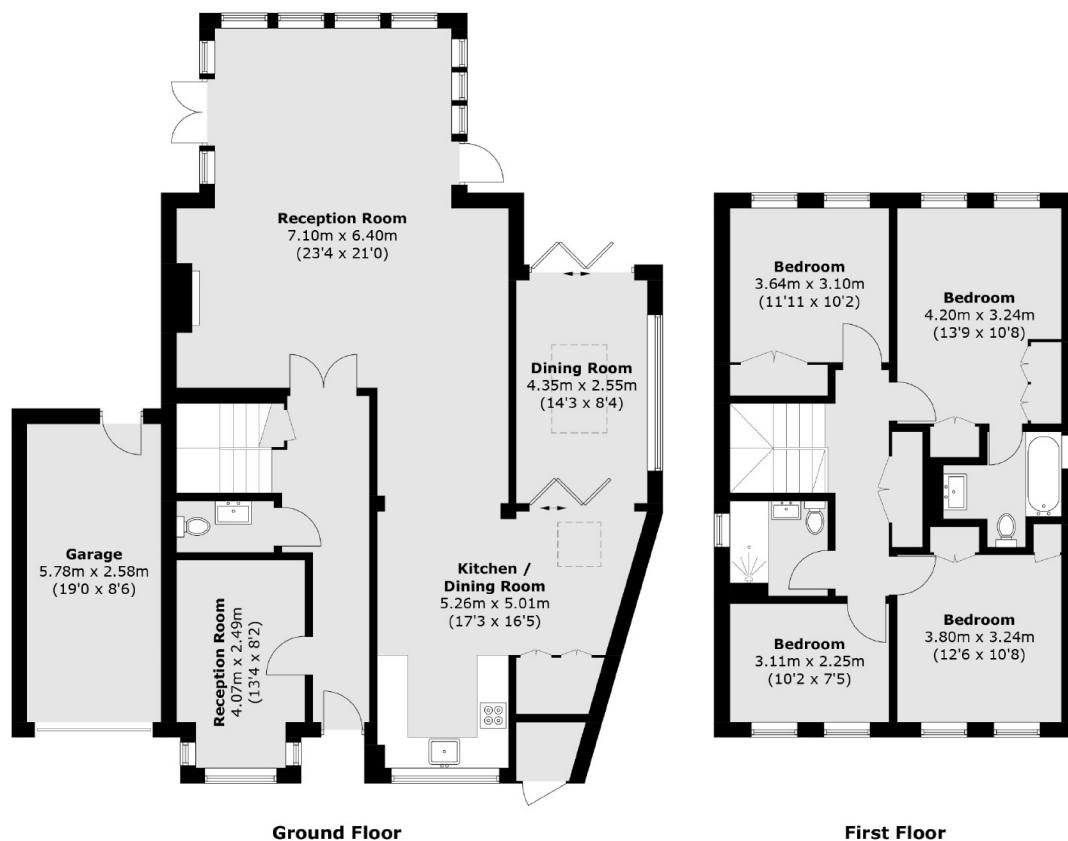 Reception Room
7.10m x 6.40m
(23'4 x 21'0)
Dining Room
4.35m x 2.55m
(14'3 x 8'4)
Garage
5.78m x 2.58m
(19'0 x 8'6)
Reception Room
4.07m x 2.49m
(13'4 x 8'2)
Kitchen /
Dining Room
5.26m x 5.01m
(17'3 x 16'5)
Ground Floor
Bedroom
3.64m x 3.10m
(11'11 x 10'2)
Bedroom
4.20m x 3.24m
(13'9 x 10'8)
Bedroom
3.11m x 2.25m
(10'2 x 7'5)
Bedroom
3.80m x 3.24m
(12'6 x 10'8)
First Floor